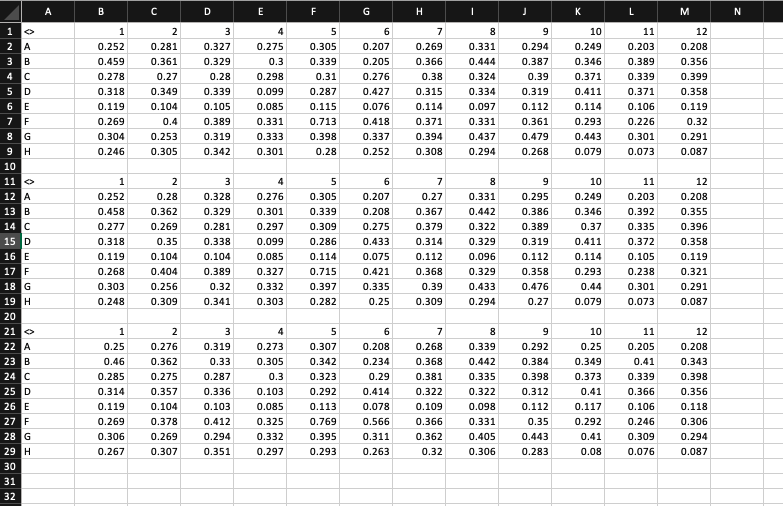 A B C D E F G H I J K L M N
1 <> 1 2 3 4 5 6 7 8 9 10 11 12
2 A 0.252 0.281 0.327 0.275 0.305 0.207 0.269 0.331 0.294 0.249 0.203 0.208
3 B 0.459 0.361 0.329 0.3 0.339 0.205 0.366 0.444 0.387 0.346 0.389 0.356
4 C 0.278 0.27 0.28 0.298 0.31 0.276 0.38 0.324 0.39 0.371 0.339 0.399
5 D 0.318 0.349 0.339 0.099 0.287 0.427 0.315 0.334 0.319 0.411 0.371 0.358
6 E 0.119 0.104 0.105 0.085 0.115 0.076 0.114 0.097 0.112 0.114 0.106 0.119
7 F 0.269 0.4 0.389 0.331 0.713 0.418 0.371 0.331 0.361 0.293 0.226 0.32
8 G 0.304 0.253 0.319 0.333 0.398 0.337 0.394 0.437 0.479 0.443 0.301 0.291
9 H 0.246 0.305 0.342 0.301 0.28 0.252 0.308 0.294 0.268 0.079 0.073 0.087
10
11 <> 1 2 3 4 5 6 7 8 9 10 11 12
12 A 0.252 0.28 0.328 0.276 0.305 0.207 0.27 0.331 0.295 0.249 0.203 0.208
13 B 0.458 0.362 0.329 0.301 0.339 0.208 0.367 0.442 0.386 0.346 0.392 0.355
14 C 0.277 0.269 0.281 0.297 0.309 0.275 0.379 0.322 0.389 0.37 0.335 0.396
15 D 0.318 0.35 0.338 0.099 0.286 0.433 0.314 0.329 0.319 0.411 0.372 0.358
16 E 0.119 0.104 0.104 0.085 0.114 0.075 0.112 0.096 0.112 0.114 0.105 0.119
17 F 0.268 0.404 0.389 0.327 0.715 0.421 0.368 0.329 0.358 0.293 0.238 0.321
18 G 0.303 0.256 0.32 0.332 0.397 0.335 0.39 0.433 0.476 0.44 0.301 0.291
19 H 0.248 0.309 0.341 0.303 0.282 0.25 0.309 0.294 0.27 0.079 0.073 0.087
20
21 <> 1 2 3 4 5 6 7 8 9 10 11 12
22 A 0.25 0.276 0.319 0.273 0.307 0.208 0.268 0.339 0.292 0.25 0.205 0.208
23 B 0.46 0.362 0.33 0.305 0.342 0.234 0.368 0.442 0.384 0.349 0.41 0.343
24 C 0.285 0.275 0.287 0.3 0.323 0.29 0.381 0.335 0.398 0.373 0.339 0.398
25 D 0.314 0.357 0.336 0.103 0.292 0.414 0.322 0.322 0.312 0.41 0.366 0.356
26 E 0.119 0.104 0.103 0.085 0.113 0.078 0.109 0.098 0.112 0.117 0.106 0.118
27 F 0.269 0.378 0.412 0.325 0.769 0.566 0.366 0.331 0.35 0.292 0.246 0.306
28 G 0.306 0.269 0.294 0.332 0.395 0.311 0.362 0.405 0.443 0.41 0.309 0.294
29 H 0.267 0.307 0.351 0.297 0.293 0.263 0.32 0.306 0.283 0.08 0.076 0.087
30
31
32